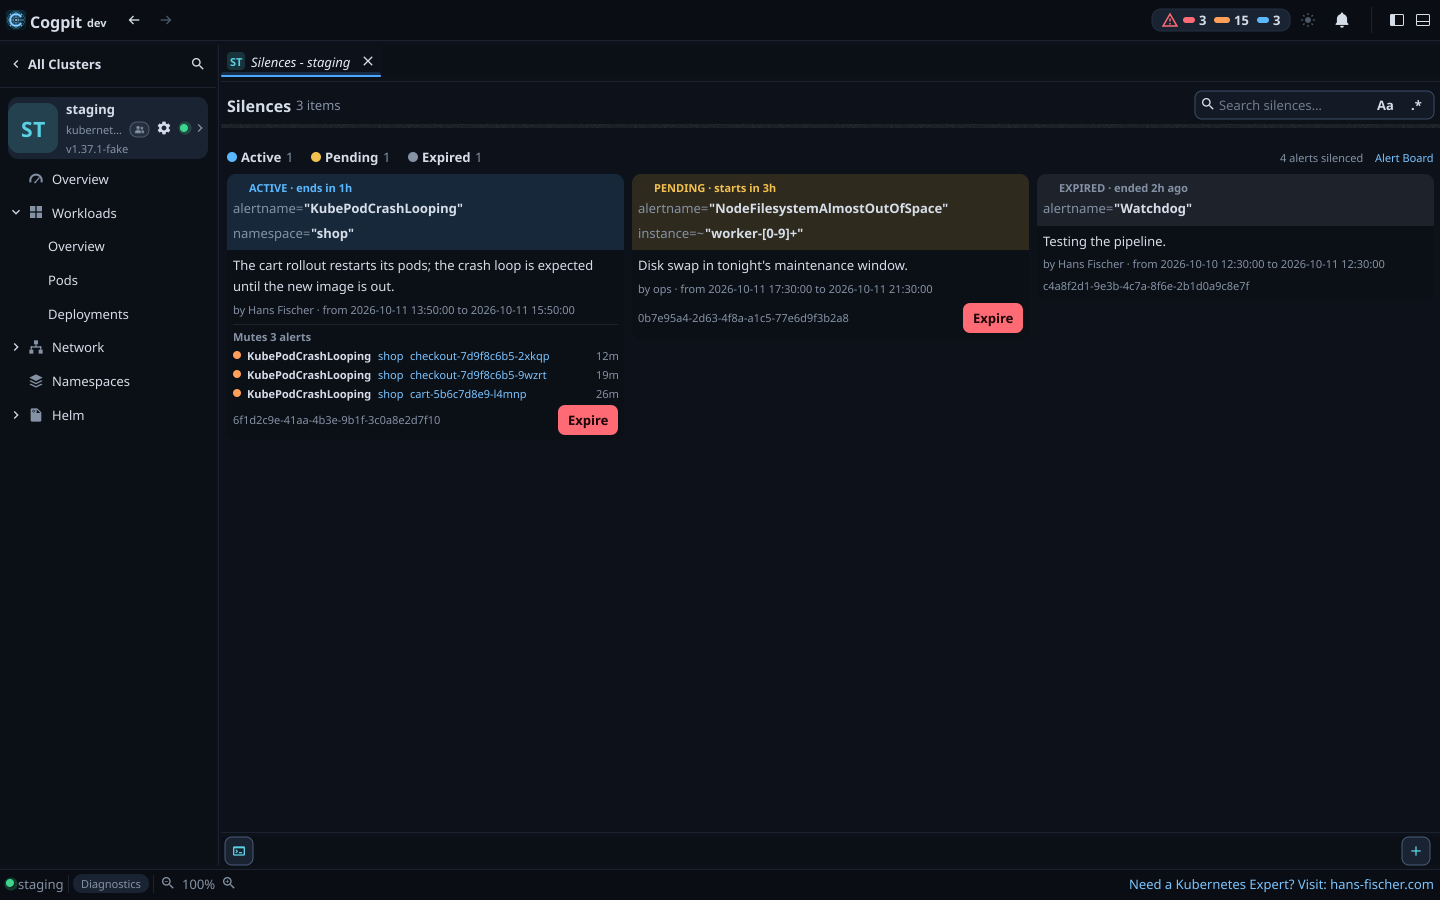 Cogpit dev
3 15 3
All Clusters
ST Silences - staging
ST
staging
kubernet...
v1.37.1-fake
Silences 3 items
Search silences... Aa .*
Active 1 Pending 1 Expired 1
4 alerts silenced Alert Board
Overview
Workloads
Overview
Pods
Deployments
Network
Namespaces
Helm
ACTIVE · ends in 1h
alertname="KubePodCrashLooping"
namespace="shop"
The cart rollout restarts its pods; the crash loop is expected
until the new image is out.
by Hans Fischer · from 2026-10-11 13:50:00 to 2026-10-11 15:50:00
Mutes 3 alerts
KubePodCrashLooping shop checkout-7d9f8c6b5-2xkqp 12m
KubePodCrashLooping shop checkout-7d9f8c6b5-9wzrt 19m
KubePodCrashLooping shop cart-5b6c7d8e9-l4mnp 26m
6f1d2c9e-41aa-4b3e-9b1f-3c0a8e2d7f10 Expire
PENDING · starts in 3h
alertname="NodeFilesystemAlmostOutOfSpace"
instance=~"worker-[0-9]+"
Disk swap in tonight's maintenance window.
by ops · from 2026-10-11 17:30:00 to 2026-10-11 21:30:00
0b7e95a4-2d63-4f8a-a1c5-77e6d9f3b2a8 Expire
EXPIRED · ended 2h ago
alertname="Watchdog"
Testing the pipeline.
by Hans Fischer · from 2026-10-10 12:30:00 to 2026-10-11 12:30:00
c4a8f2d1-9e3b-4c7a-8f6e-2b1d0a9c8e7f
staging Diagnostics 100%
Need a Kubernetes Expert? Visit: hans-fischer.com